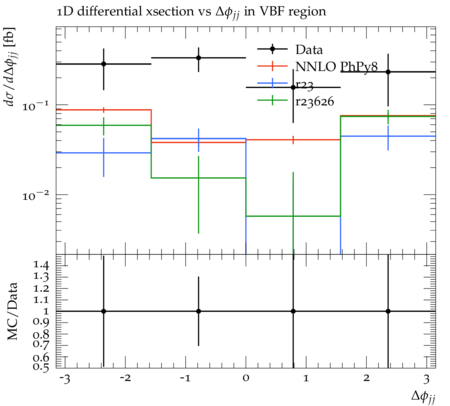 1D differential xsection vs Δϕjj in VBF region
dσ/dΔϕjj [fb]
Data
NNLO PhPy8
r23
r23626
10⁻¹
10⁻²
MC/Data
1.4
1.3
1.2
1.1
1
0.9
0.8
0.7
0.6
0.5
-3 -2 -1 0 1 2 3
Δϕjj